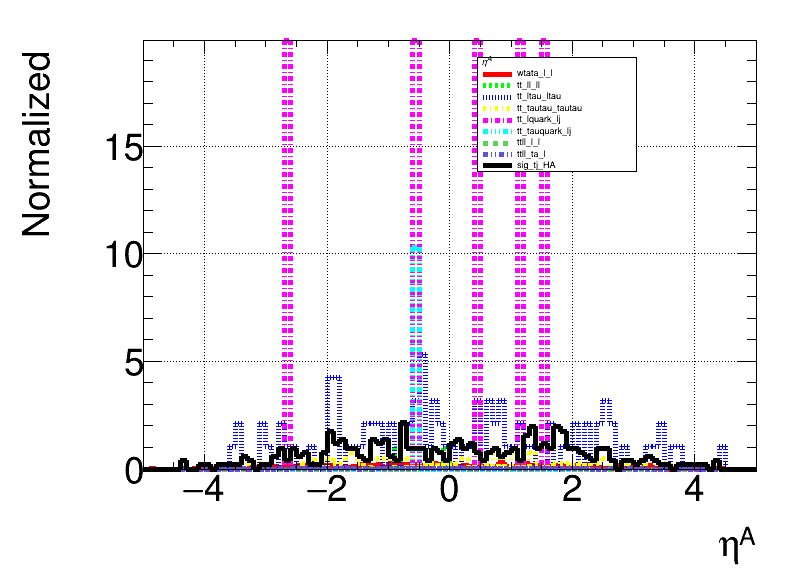 Normalized
15
10
5
0
−4
−2
0
2
4
η^A
η^A
wtata_l_l
tt_ll_ll
tt_ltau_ltau
tt_tautau_tautau
tt_lquark_lj
tt_tauquark_lj
ttll_l_l
ttll_ta_l
sig_tj_HA